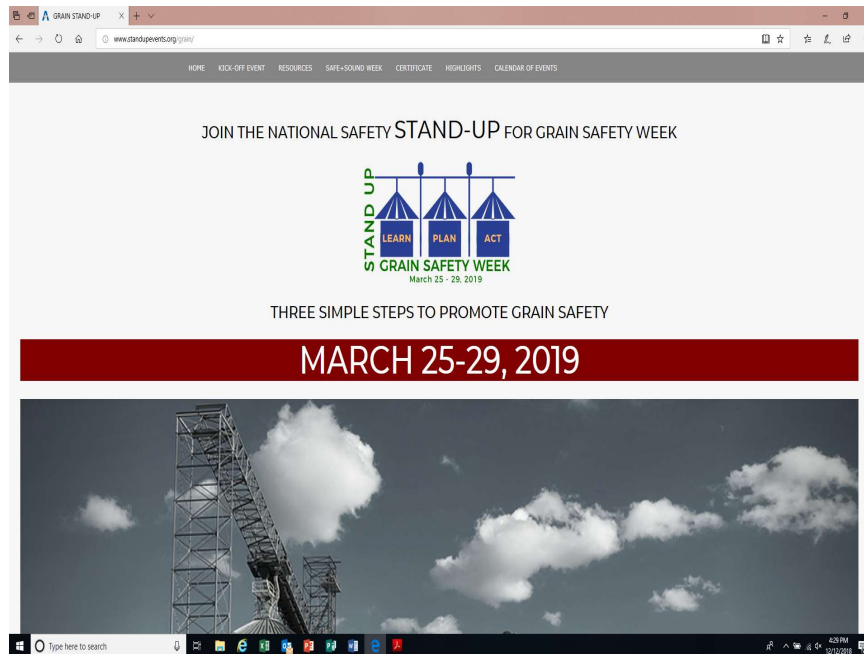 GRAIN STAND-UP
www.standupevents.org/grain/
HOME KICK-OFF EVENT RESOURCES SAFE+SOUND WEEK CERTIFICATE HIGHLIGHTS CALENDAR OF EVENTS
JOIN THE NATIONAL SAFETY STAND-UP FOR GRAIN SAFETY WEEK
STAND UP
LEARN PLAN ACT
GRAIN SAFETY WEEK
March 25 - 29, 2019
THREE SIMPLE STEPS TO PROMOTE GRAIN SAFETY
MARCH 25-29, 2019
Type here to search
4:29 PM
12/12/2018